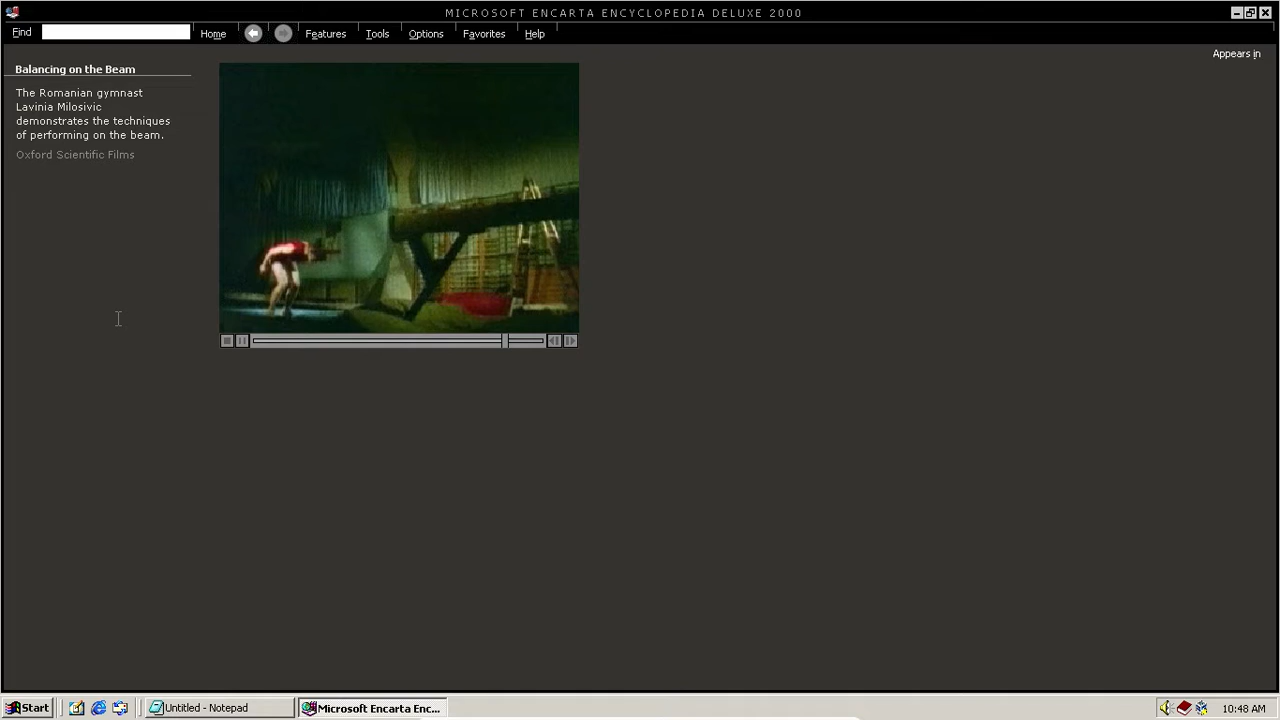 MICROSOFT ENCARTA ENCYCLOPEDIA DELUXE 2000
Find Home Features Tools Options Favorites Help
Appears in
Balancing on the Beam
The Romanian gymnast
Lavinia Milosivic
demonstrates the techniques
of performing on the beam.
Oxford Scientific Films
Start Untitled - Notepad Microsoft Encarta Enc... 10:48 AM